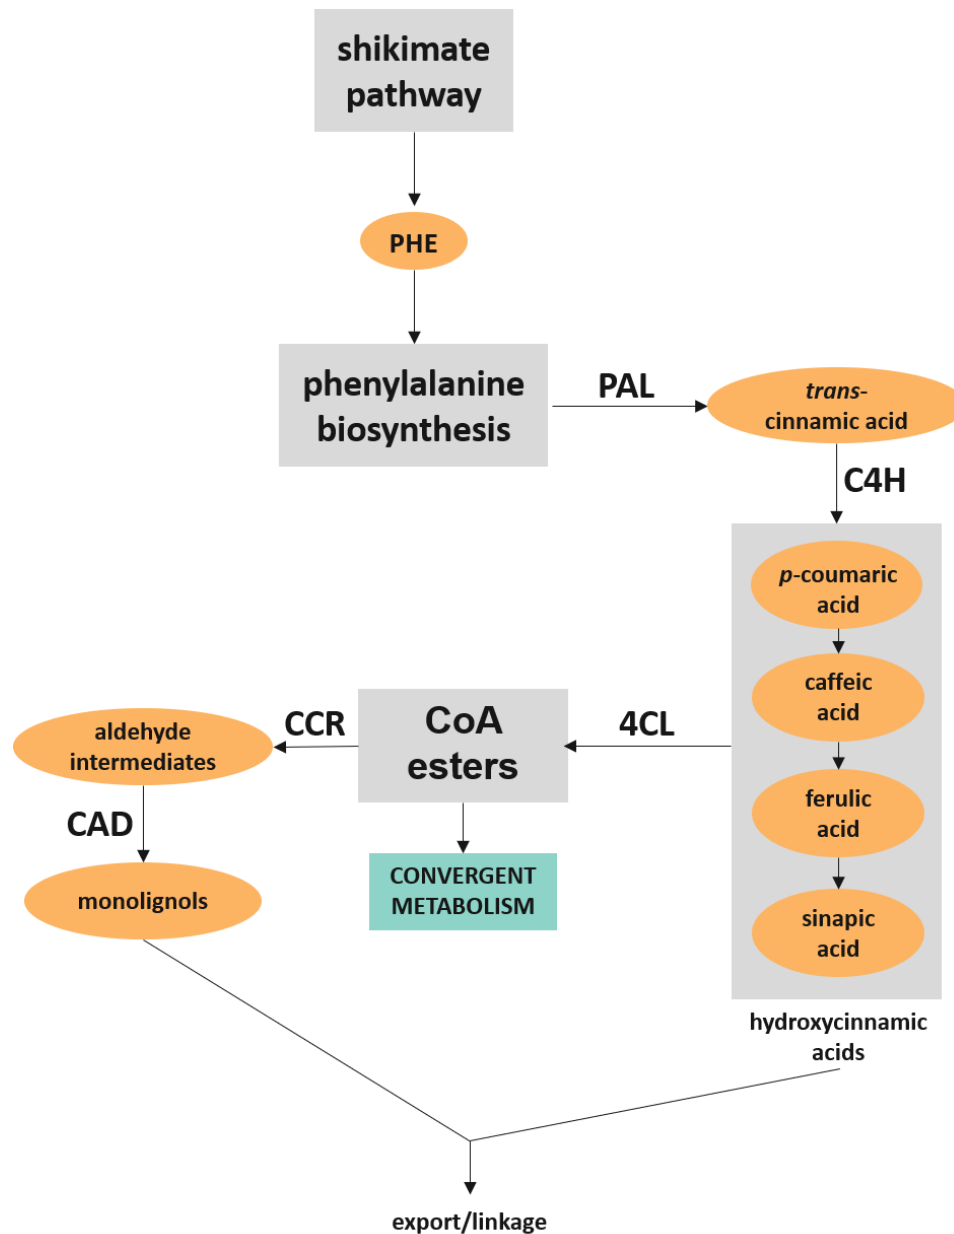 shikimate
pathway
PHE
phenylalanine
biosynthesis
PAL
trans-
cinnamic acid
C4H
p-coumaric
acid
caffeic
acid
ferulic
acid
sinapic
acid
hydroxycinnamic
acids
4CL
CoA
esters
CONVERGENT
METABOLISM
CCR
aldehyde
intermediates
CAD
monolignols
export/linkage